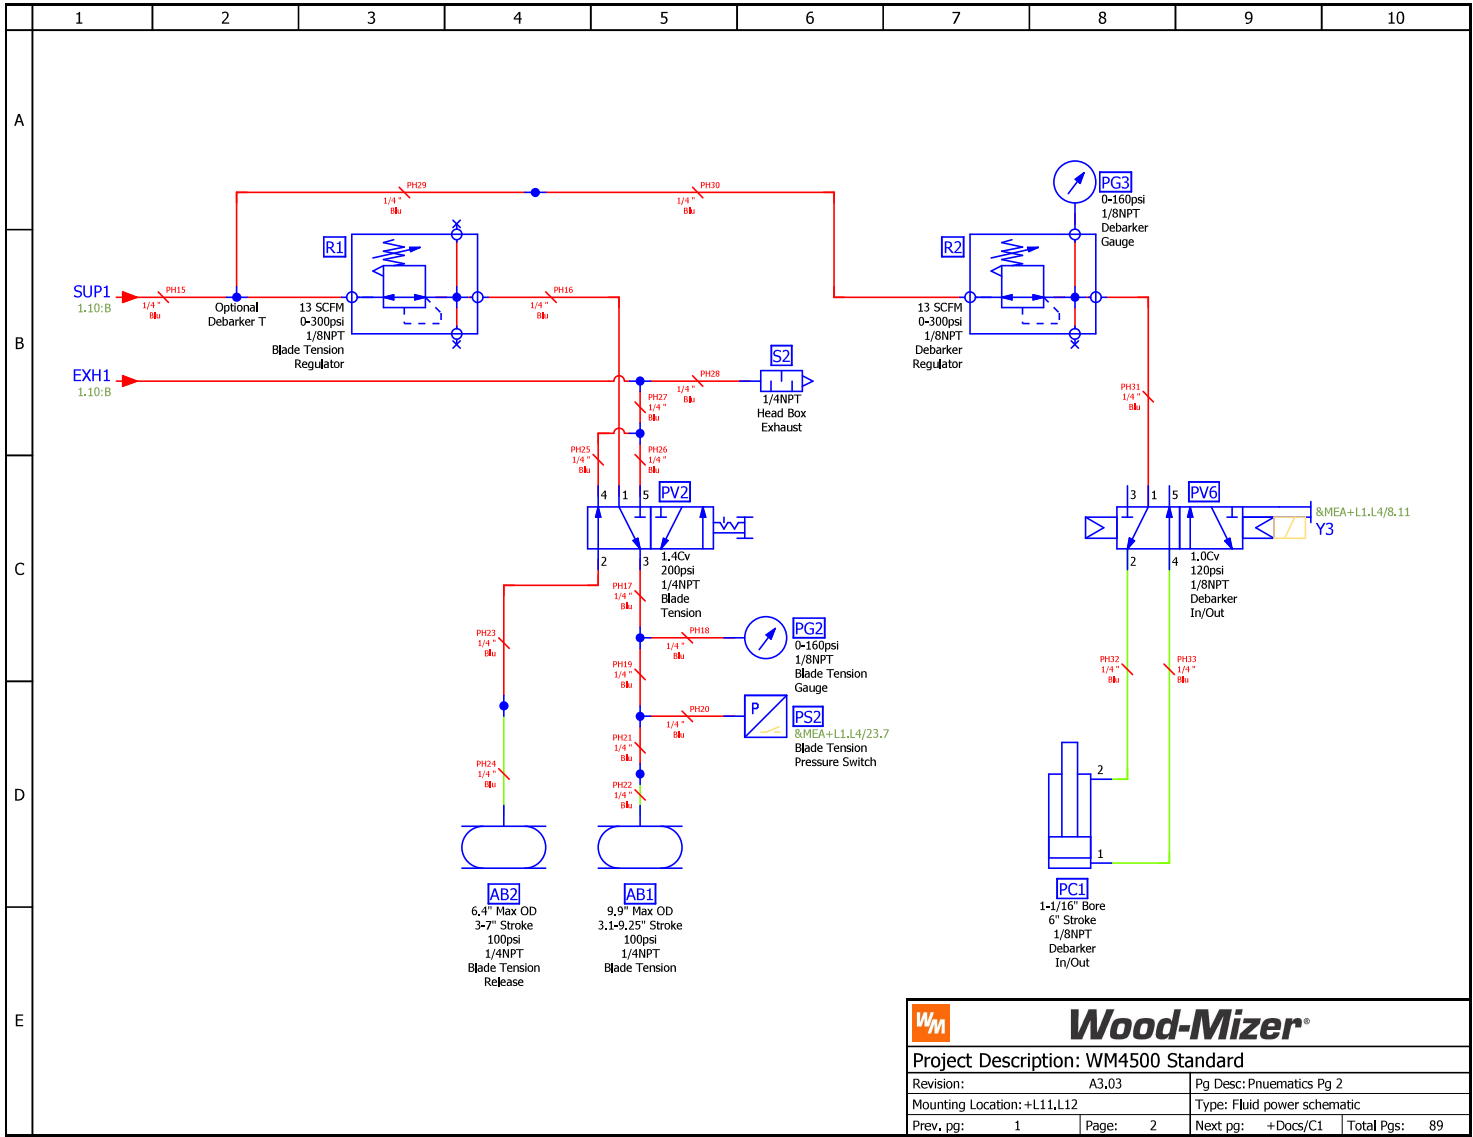 1 2 3 4 5 6 7 8 9 10
A
PH29
1/4 "
Blu
PH30
1/4 "
Blu
PG3
0-160psi
1/8NPT
Debarker
Gauge
R1
R2
B
SUP1
1.10:B
PH15
1/4 "
Blu
Optional
Debarker T
13 SCFM
0-300psi
1/8NPT
Blade Tension
Regulator
PH16
1/4 "
Blu
13 SCFM
0-300psi
1/8NPT
Debarker
Regulator
EXH1
1.10:B
PH28
1/4 "
Blu
S2
1/4NPT
Head Box
Exhaust
PH27
1/4 "
Blu
PH31
1/4 "
Blu
PH25
1/4 "
Blu
PH26
1/4 "
Blu
4 1 5
PV2
2 3
1.4Cv
200psi
1/4NPT
Blade
Tension
3 1 5
PV6
&MEA+L1.L4/8.11
Y3
2 4
1.0Cv
120psi
1/8NPT
Debarker
In/Out
C
PH17
1/4 "
Blu
PH23
1/4 "
Blu
PH18
1/4 "
Blu
PG2
0-160psi
1/8NPT
Blade Tension
Gauge
PH19
1/4 "
Blu
PH32
1/4 "
Blu
PH33
1/4 "
Blu
PH20
1/4 "
Blu
P
PS2
&MEA+L1.L4/23.7
Blade Tension
Pressure Switch
PH21
1/4 "
Blu
PH24
1/4 "
Blu
PH22
1/4 "
Blu
D
2
1
AB2
6.4" Max OD
3-7" Stroke
100psi
1/4NPT
Blade Tension
Release
AB1
9.9" Max OD
3.1-9.25" Stroke
100psi
1/4NPT
Blade Tension
PC1
1-1/16" Bore
6" Stroke
1/8NPT
Debarker
In/Out
E
WM
Wood-Mizer®
Project Description: WM4500 Standard
Revision: A3.03 Pg Desc: Pnuematics Pg 2
Mounting Location: +L11.L12 Type: Fluid power schematic
Prev. pg: 1 Page: 2 Next pg: +Docs/C1 Total Pgs: 89